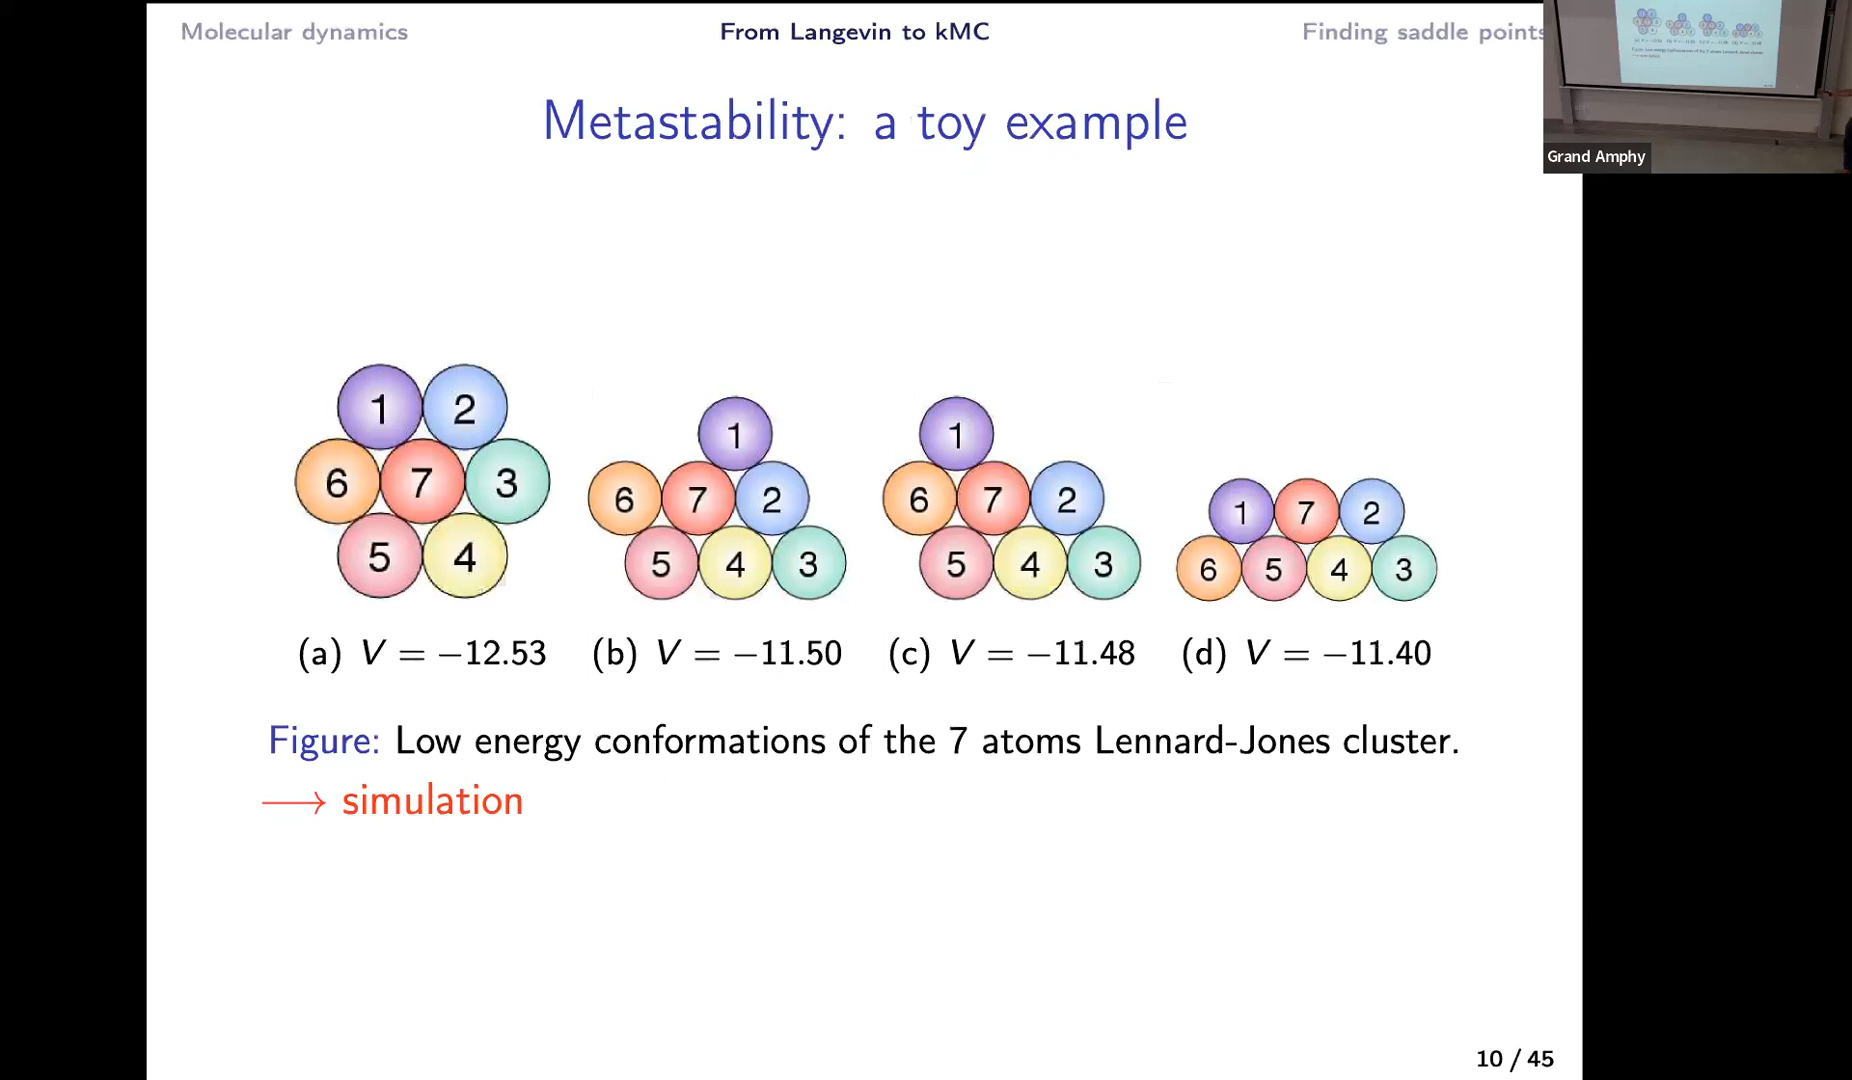 Molecular dynamics From Langevin to kMC Finding saddle points
Grand Amphy
Metastability: a toy example
1 2
6 7 3
5 4
1
6 7 2
5 4 3
1
6 7 2
5 4 3
1 7 2
6 5 4 3
(a) V = −12.53 (b) V = −11.50 (c) V = −11.48 (d) V = −11.40
Figure: Low energy conformations of the 7 atoms Lennard-Jones cluster.
⟶ simulation
10 / 45